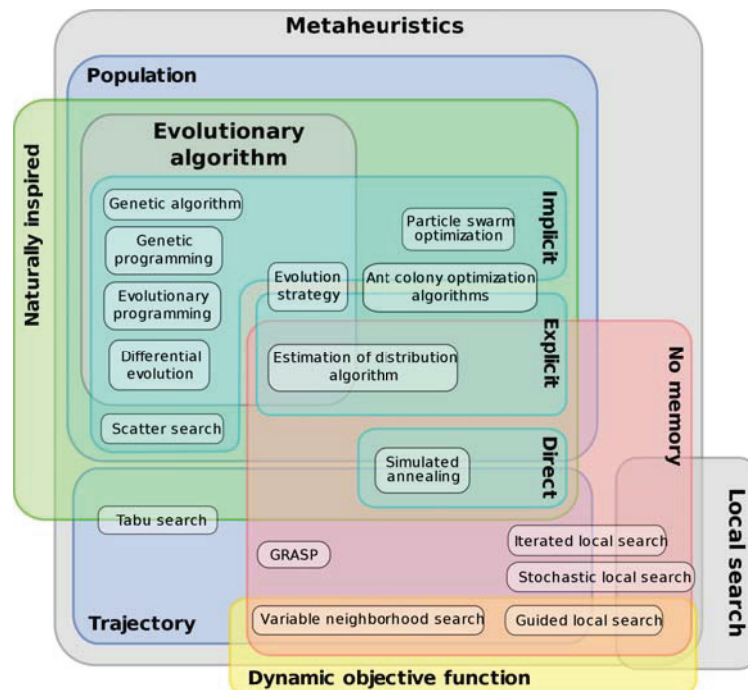 Metaheuristics
Population
Naturally inspired
Evolutionary
algorithm
Genetic algorithm
Genetic
programming
Evolutionary
programming
Differential
evolution
Scatter search
Evolution
strategy
Particle swarm
optimization
Ant colony optimization
algorithms
Implicit
Estimation of distribution
algorithm
Explicit
No memory
Simulated
annealing
Direct
Tabu search
GRASP
Iterated local search
Stochastic local search
Local search
Variable neighborhood search
Guided local search
Trajectory
Dynamic objective function